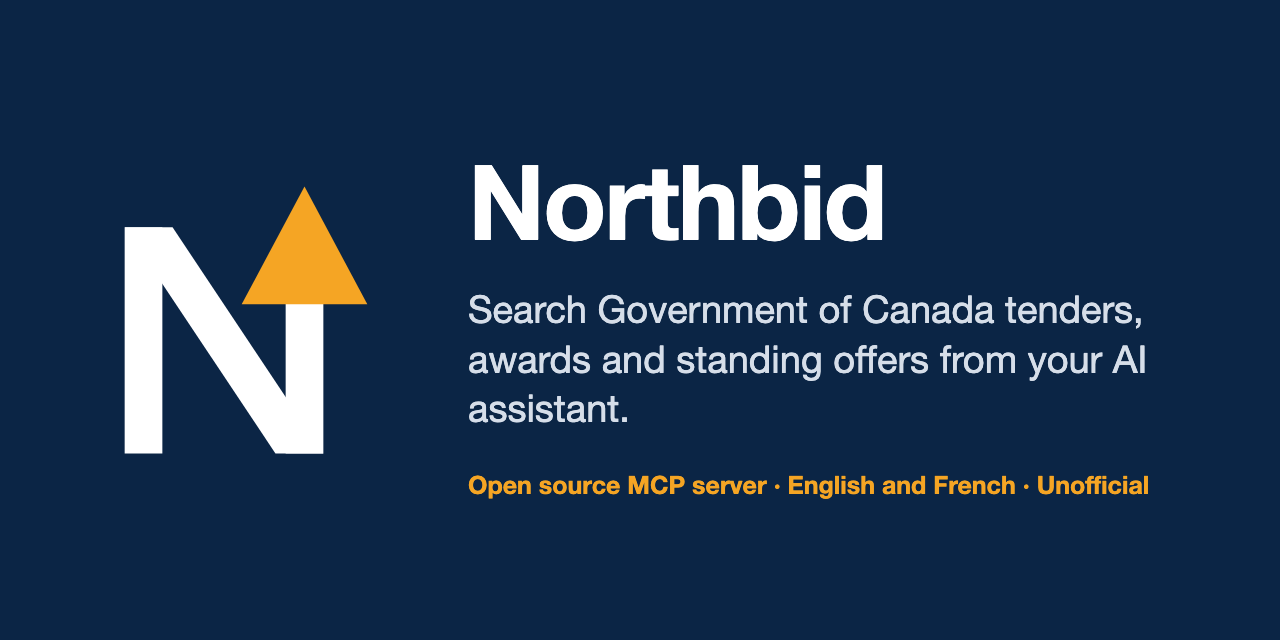 N
Northbid
Search Government of Canada tenders,
awards and standing offers from your AI
assistant.
Open source MCP server · English and French · Unofficial